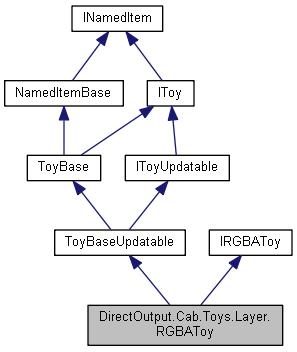 INamedItem
NamedItemBase
IToy
ToyBase
IToyUpdatable
ToyBaseUpdatable
IRGBAToy
DirectOutput.Cab.Toys.Layer.
RGBAToy